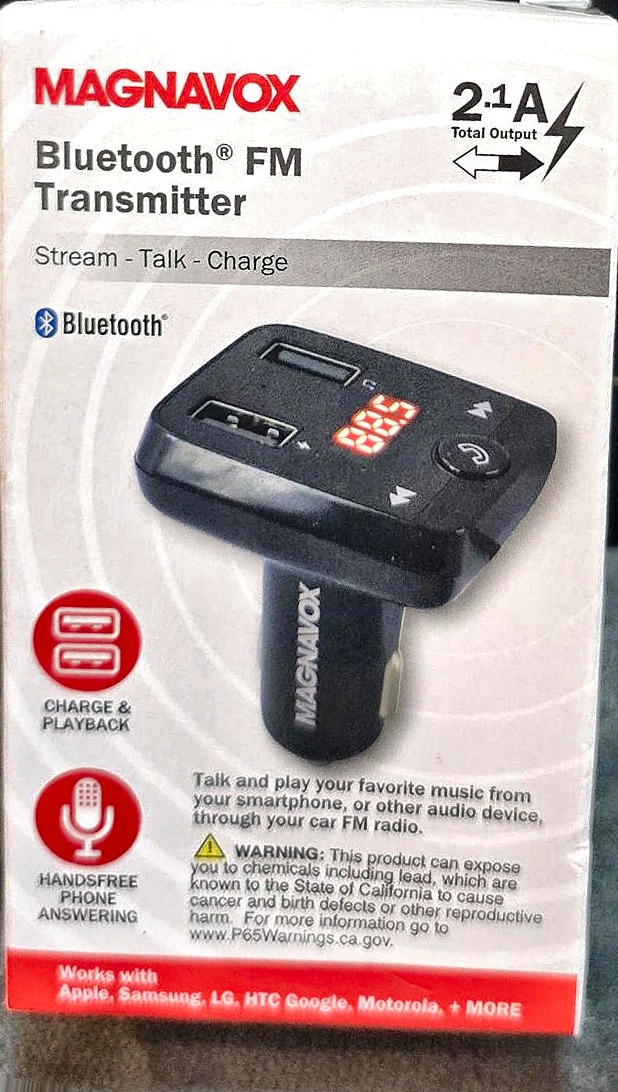 MAGNAVOX
2.1A
Total Output
Bluetooth® FM
Transmitter
Stream - Talk - Charge
Bluetooth®
88.5
MAGNAVOX
CHARGE &
PLAYBACK
HANDSFREE
PHONE
ANSWERING
Talk and play your favorite music from
your smartphone, or other audio device,
through your car FM radio.
WARNING: This product can expose
you to chemicals including lead, which are
known to the State of California to cause
cancer and birth defects or other reproductive
harm. For more information go to
www.P65Warnings.ca.gov.
Works with
Apple, Samsung, LG, HTC Google, Motorola, + MORE